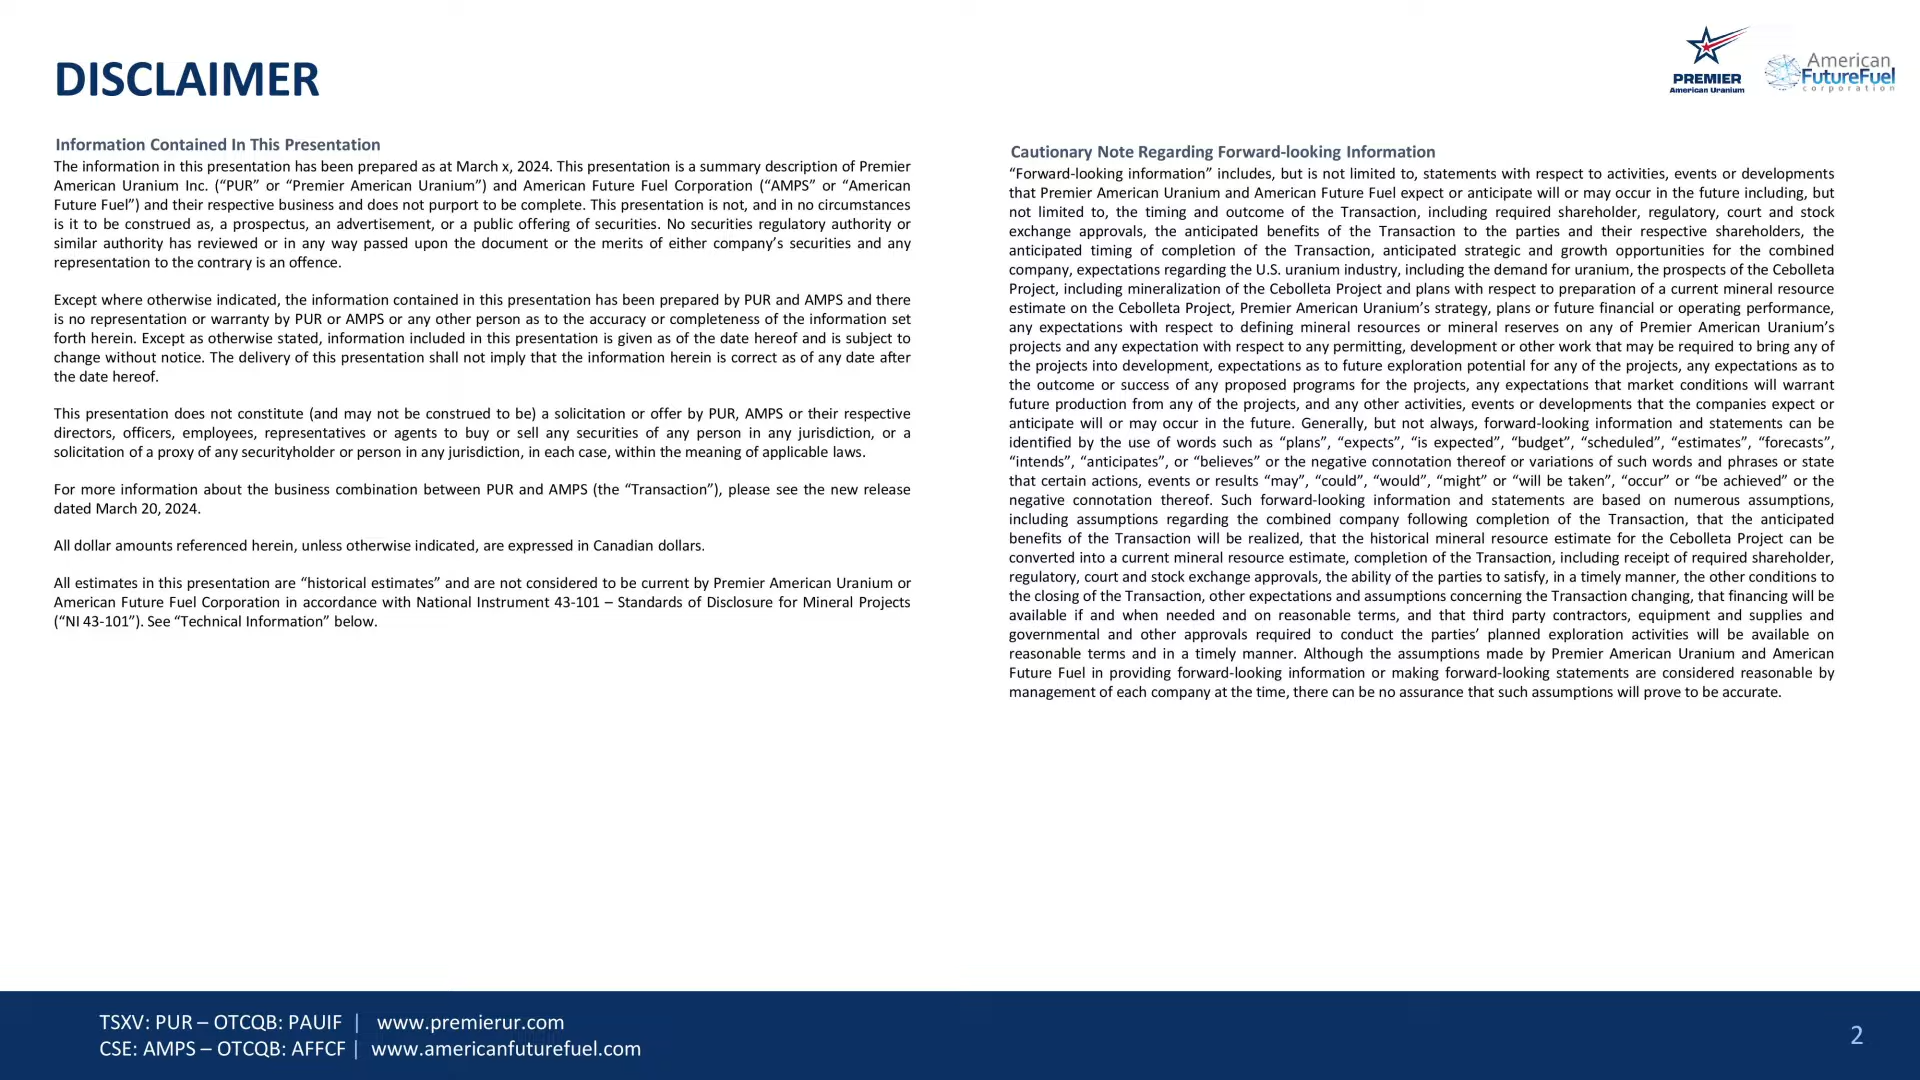 DISCLAIMER
PREMIER
American Uranium
American
FutureFuel
corporation
Information Contained In This Presentation
The information in this presentation has been prepared as at March x, 2024. This presentation is a summary description of Premier
American Uranium Inc. (“PUR” or “Premier American Uranium”) and American Future Fuel Corporation (“AMPS” or “American
Future Fuel”) and their respective business and does not purport to be complete. This presentation is not, and in no circumstances
is it to be construed as, a prospectus, an advertisement, or a public offering of securities. No securities regulatory authority or
similar authority has reviewed or in any way passed upon the document or the merits of either company’s securities and any
representation to the contrary is an offence.
Except where otherwise indicated, the information contained in this presentation has been prepared by PUR and AMPS and there
is no representation or warranty by PUR or AMPS or any other person as to the accuracy or completeness of the information set
forth herein. Except as otherwise stated, information included in this presentation is given as of the date hereof and is subject to
change without notice. The delivery of this presentation shall not imply that the information herein is correct as of any date after
the date hereof.
This presentation does not constitute (and may not be construed to be) a solicitation or offer by PUR, AMPS or their respective
directors, officers, employees, representatives or agents to buy or sell any securities of any person in any jurisdiction, or a
solicitation of a proxy of any securityholder or person in any jurisdiction, in each case, within the meaning of applicable laws.
For more information about the business combination between PUR and AMPS (the “Transaction”), please see the new release
dated March 20, 2024.
All dollar amounts referenced herein, unless otherwise indicated, are expressed in Canadian dollars.
All estimates in this presentation are “historical estimates” and are not considered to be current by Premier American Uranium or
American Future Fuel Corporation in accordance with National Instrument 43-101 – Standards of Disclosure for Mineral Projects
(“NI 43-101”). See “Technical Information” below.
Cautionary Note Regarding Forward-looking Information
“Forward-looking information” includes, but is not limited to, statements with respect to activities, events or developments
that Premier American Uranium and American Future Fuel expect or anticipate will or may occur in the future including, but
not limited to, the timing and outcome of the Transaction, including required shareholder, regulatory, court and stock
exchange approvals, the anticipated benefits of the Transaction to the parties and their respective shareholders, the
anticipated timing of completion of the Transaction, anticipated strategic and growth opportunities for the combined
company, expectations regarding the U.S. uranium industry, including the demand for uranium, the prospects of the Cebolleta
Project, including mineralization of the Cebolleta Project and plans with respect to preparation of a current mineral resource
estimate on the Cebolleta Project, Premier American Uranium’s strategy, plans or future financial or operating performance,
any expectations with respect to defining mineral resources or mineral reserves on any of Premier American Uranium’s
projects and any expectation with respect to any permitting, development or other work that may be required to bring any of
the projects into development, expectations as to future exploration potential for any of the projects, any expectations as to
the outcome or success of any proposed programs for the projects, any expectations that market conditions will warrant
future production from any of the projects, and any other activities, events or developments that the companies expect or
anticipate will or may occur in the future. Generally, but not always, forward-looking information and statements can be
identified by the use of words such as “plans”, “expects”, “is expected”, “budget”, “scheduled”, “estimates”, “forecasts”,
“intends”, “anticipates”, or “believes” or the negative connotation thereof or variations of such words and phrases or state
that certain actions, events or results “may”, “could”, “would”, “might” or “will be taken”, “occur” or “be achieved” or the
negative connotation thereof. Such forward-looking information and statements are based on numerous assumptions,
including assumptions regarding the combined company following completion of the Transaction, that the anticipated
benefits of the Transaction will be realized, that the historical mineral resource estimate for the Cebolleta Project can be
converted into a current mineral resource estimate, completion of the Transaction, including receipt of required shareholder,
regulatory, court and stock exchange approvals, the ability of the parties to satisfy, in a timely manner, the other conditions to
the closing of the Transaction, other expectations and assumptions concerning the Transaction changing, that financing will be
available if and when needed and on reasonable terms, and that third party contractors, equipment and supplies and
governmental and other approvals required to conduct the parties’ planned exploration activities will be available on
reasonable terms and in a timely manner. Although the assumptions made by Premier American Uranium and American
Future Fuel in providing forward-looking information or making forward-looking statements are considered reasonable by
management of each company at the time, there can be no assurance that such assumptions will prove to be accurate.
TSXV: PUR – OTCQB: PAUIF | www.premierur.com
CSE: AMPS – OTCQB: AFFCF | www.americanfuturefuel.com
2